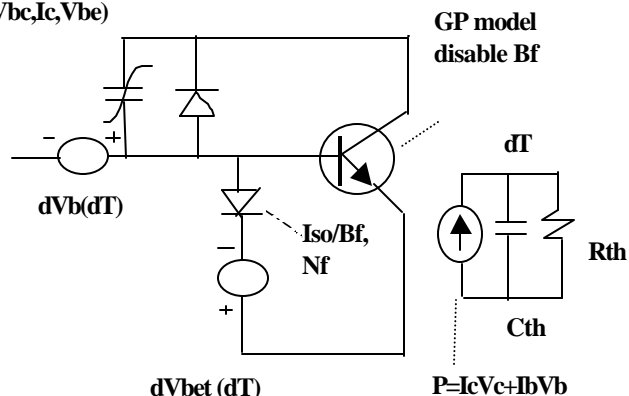 Vbc,Ic,Vbe)
GP model
disable Bf
- +
dT
dVb(dT)
Iso/Bf,
Nf
-
+
Rth
Cth
dVbet (dT)
P=IcVc+IbVb